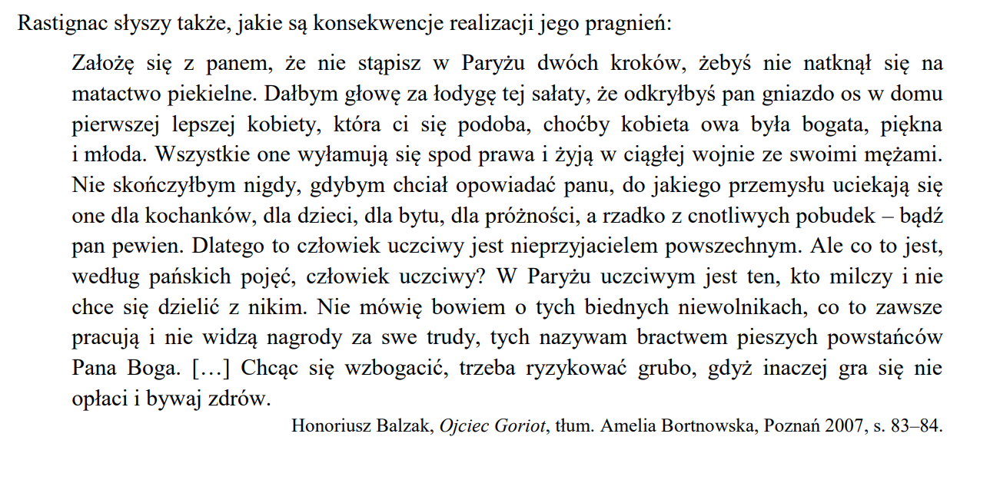 Rastignac słyszy także, jakie są konsekwencje realizacji jego pragnień:
Założę się z panem, że nie stąpisz w Paryżu dwóch kroków, żebyś nie natknął się na
matactwo piekielne. Dałbym głowę za łodygę tej sałaty, że odkryłbyś pan gniazdo os w domu
pierwszej lepszej kobiety, która ci się podoba, choćby kobieta owa była bogata, piękna
i młoda. Wszystkie one wyłamują się spod prawa i żyją w ciągłej wojnie ze swoimi mężami.
Nie skończyłbym nigdy, gdybym chciał opowiadać panu, do jakiego przemysłu uciekają się
one dla kochanków, dla dzieci, dla bytu, dla próżności, a rzadko z cnotliwych pobudek – bądź
pan pewien. Dlatego to człowiek uczciwy jest nieprzyjacielem powszechnym. Ale co to jest,
według pańskich pojęć, człowiek uczciwy? W Paryżu uczciwym jest ten, kto milczy i nie
chce się dzielić z nikim. Nie mówię bowiem o tych biednych niewolnikach, co to zawsze
pracują i nie widzą nagrody za swe trudy, tych nazywam bractwem pieszych powstańców
Pana Boga. […] Chcąc się wzbogacić, trzeba ryzykować grubo, gdyż inaczej gra się nie
opłaci i bywaj zdrów.
Honoriusz Balzak, Ojciec Goriot, tłum. Amelia Bortnowska, Poznań 2007, s. 83–84.